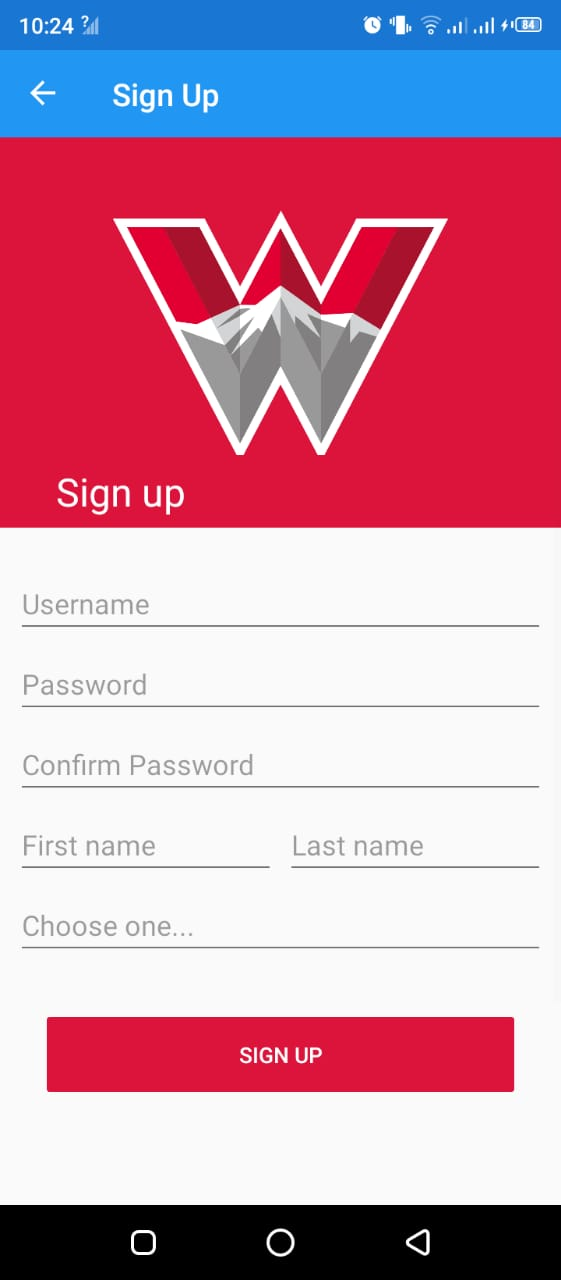 10:24 ? 84
Sign Up
W
Sign up
Username
Password
Confirm Password
First name Last name
Choose one...
SIGN UP